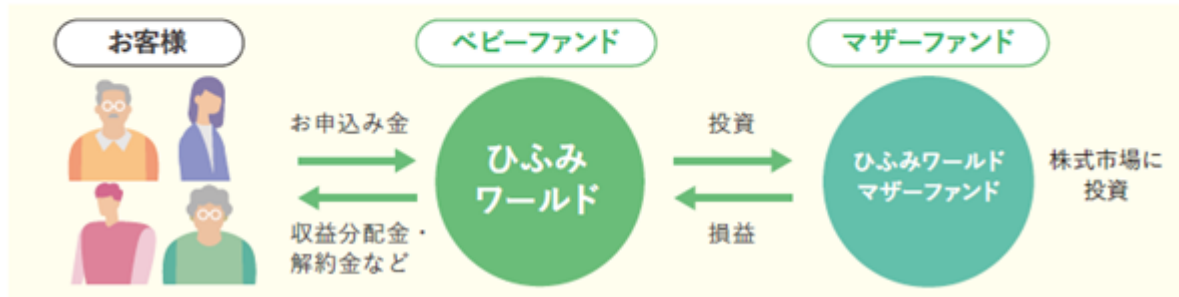 お客様
ベビーファンド
マザーファンド
お申込み金
投資
ひふみ
ワールド
ひふみワールド
マザーファンド
株式市場に
投資
収益分配金・
解約金など
損益